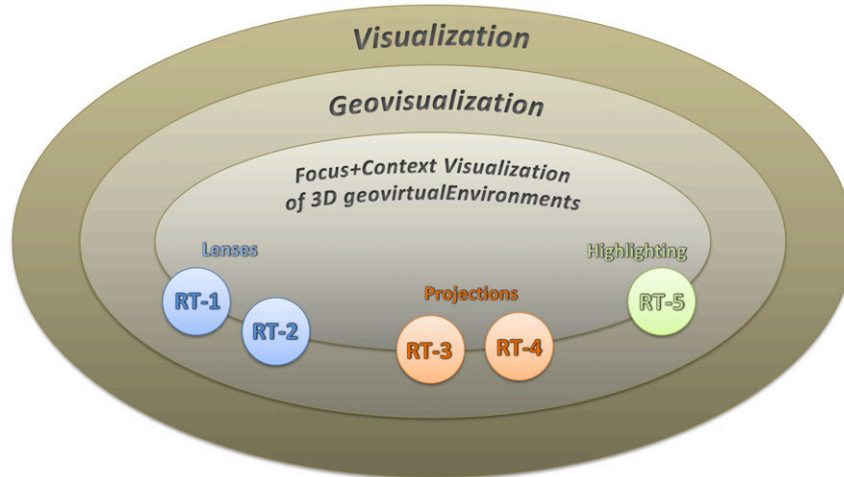 Visualization
Geovisualization
Focus+Context Visualization
of 3D geovirtualEnvironments
Lenses
Highlighting
Projections
RT-1
RT-2
RT-3
RT-4
RT-5